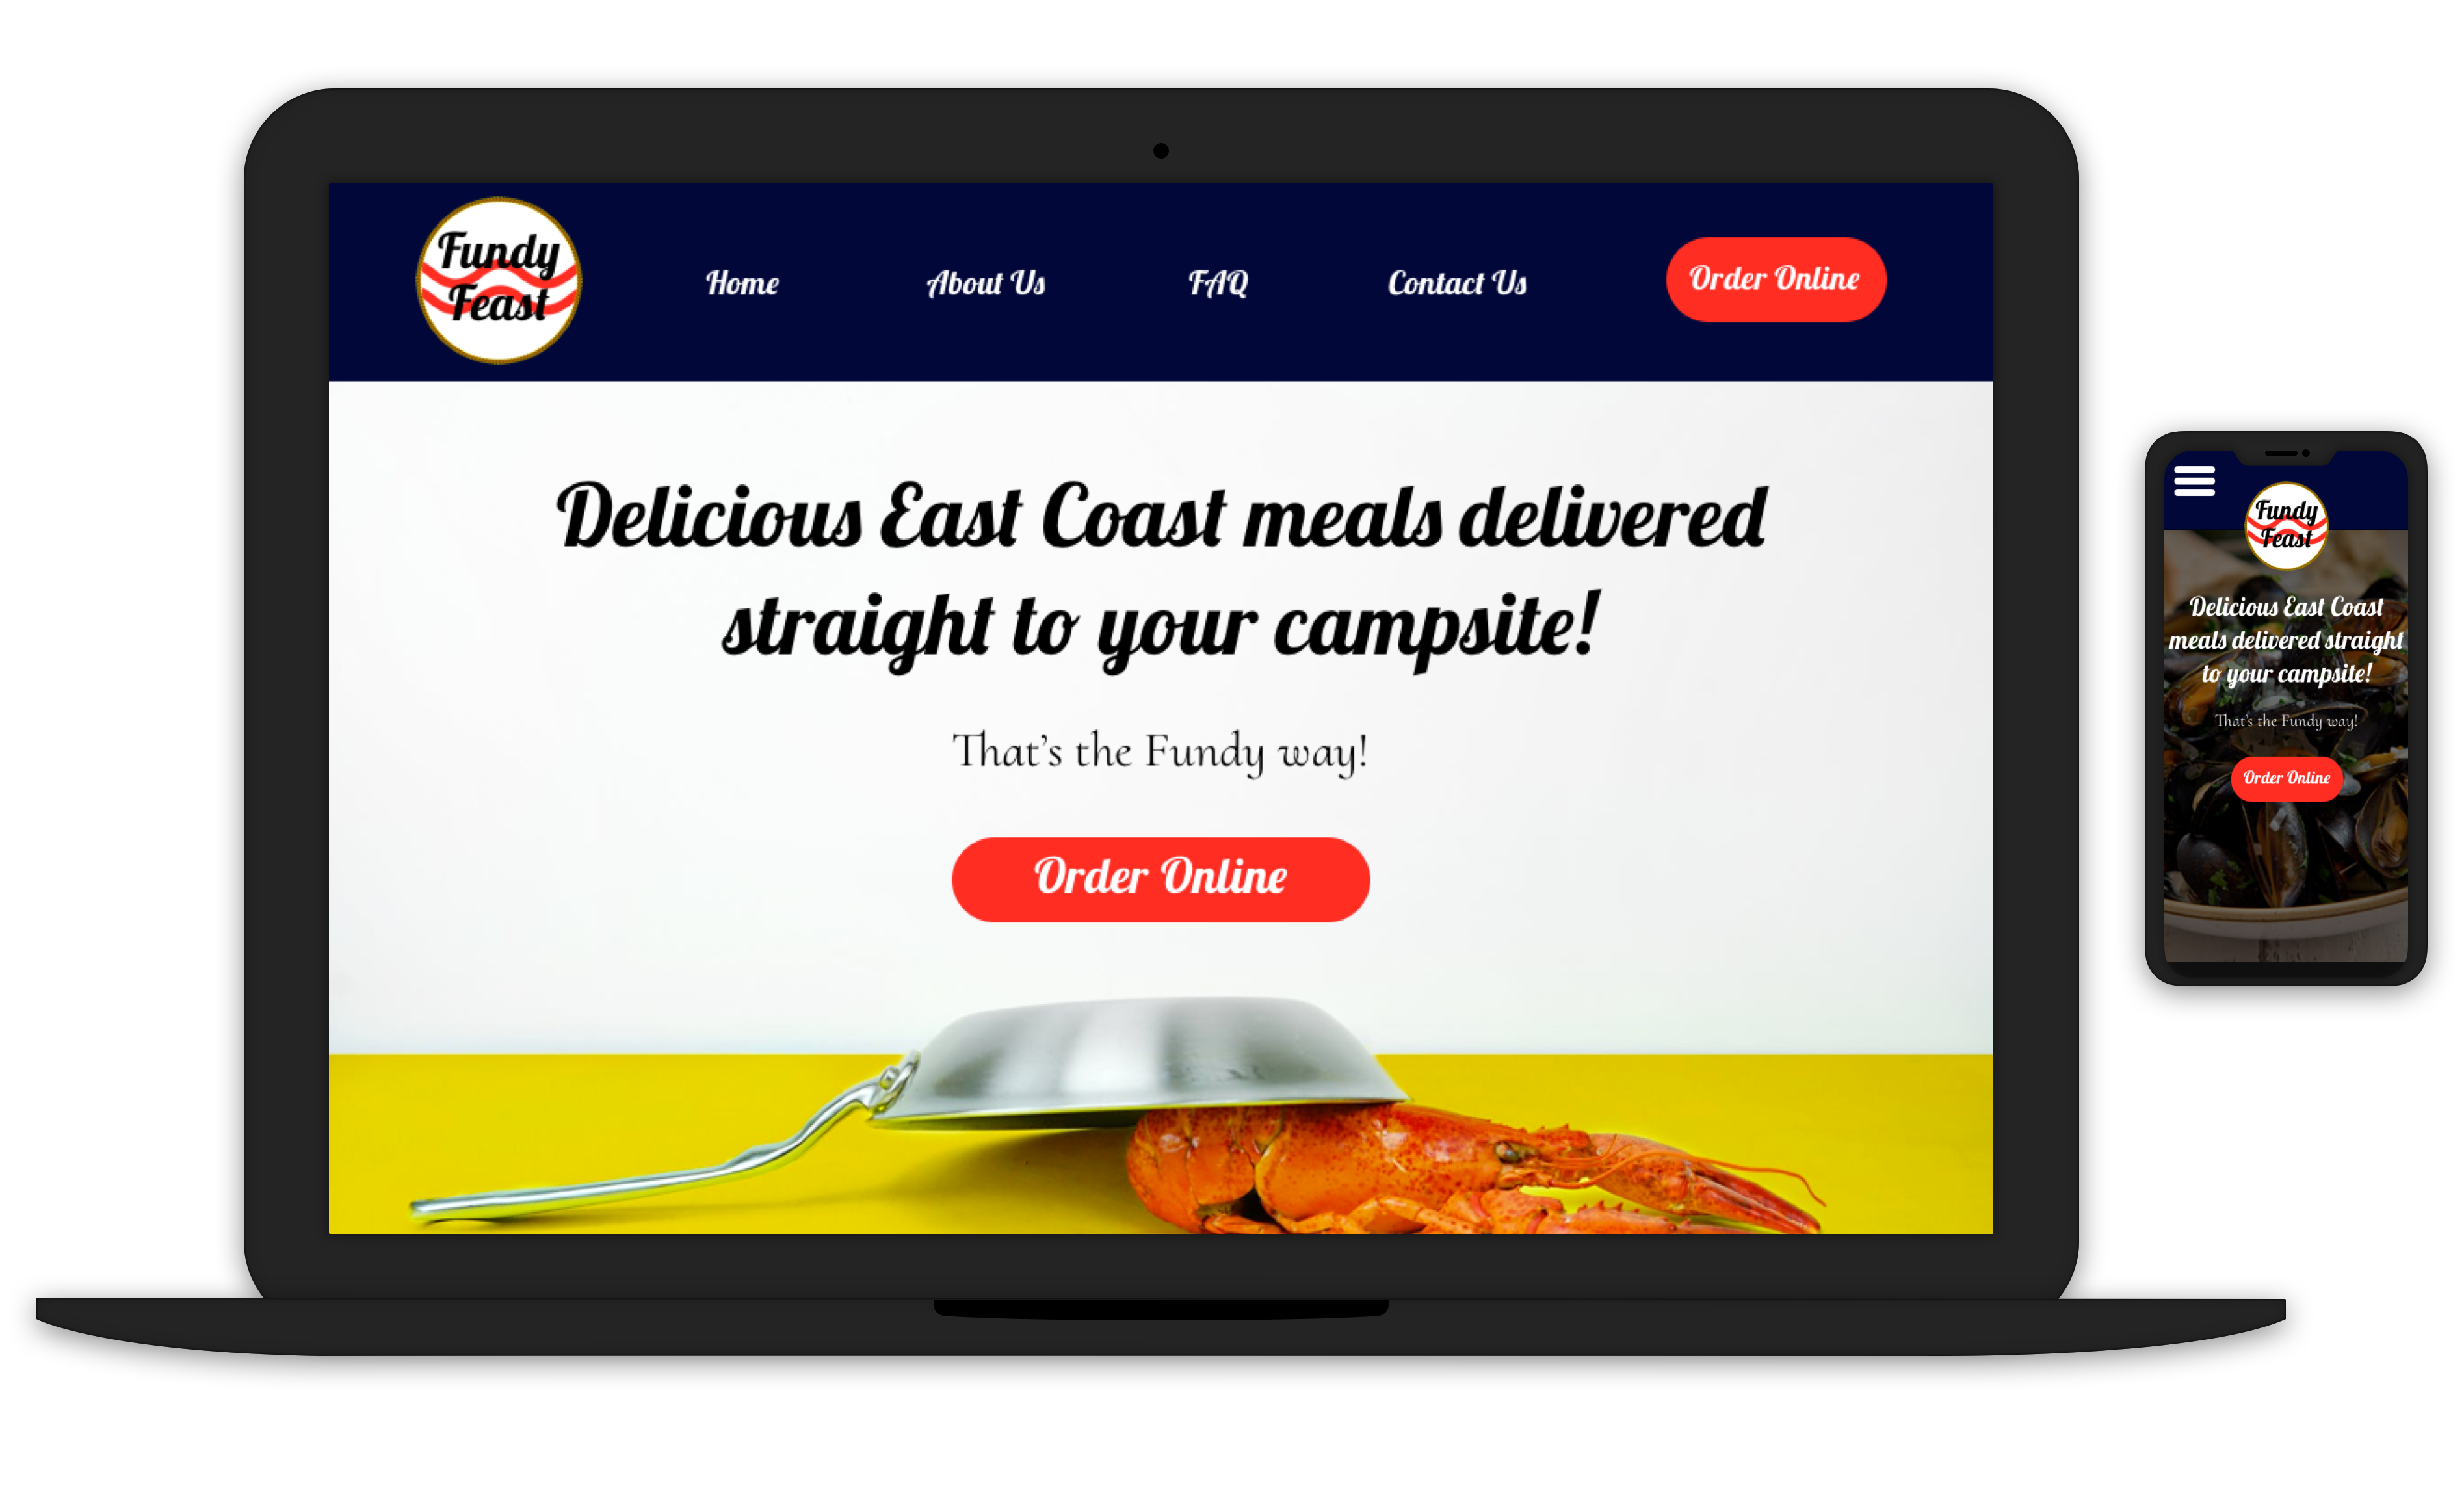 Fundy
Feast
Home
About Us
FAQ
Contact Us
Order Online
Delicious East Coast meals delivered
straight to your campsite!
That's the Fundy way!
Order Online
Fundy
Feast
Delicious East Coast
meals delivered straight
to your campsite!
That's the Fundy way!
Order Online